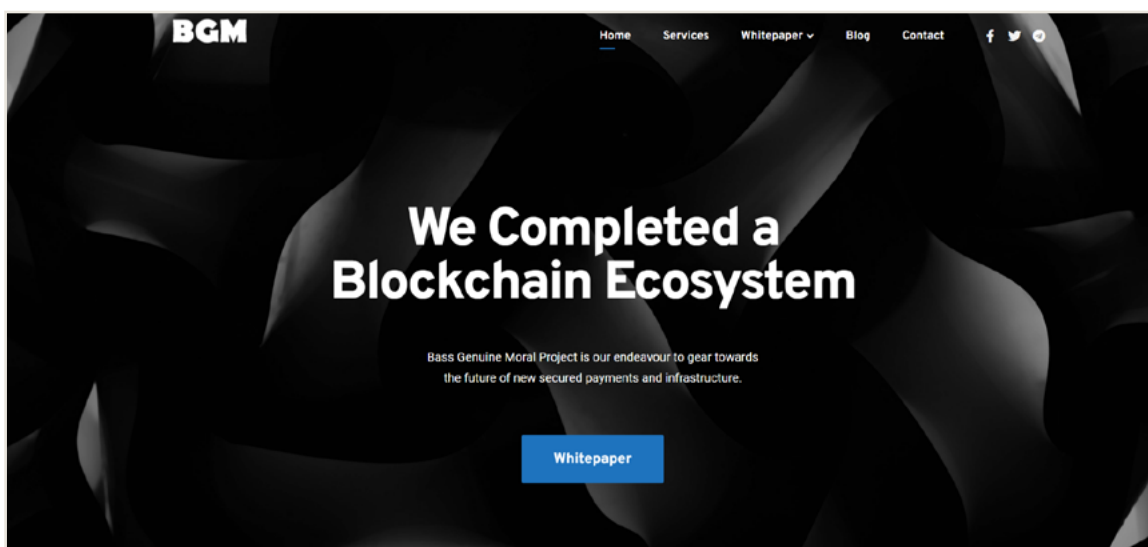 BGM
Home Services Whitepaper Blog Contact
We Completed a
Blockchain Ecosystem
Bass Genuine Moral Project is our endeavour to gear towards
the future of new secured payments and infrastructure.
Whitepaper